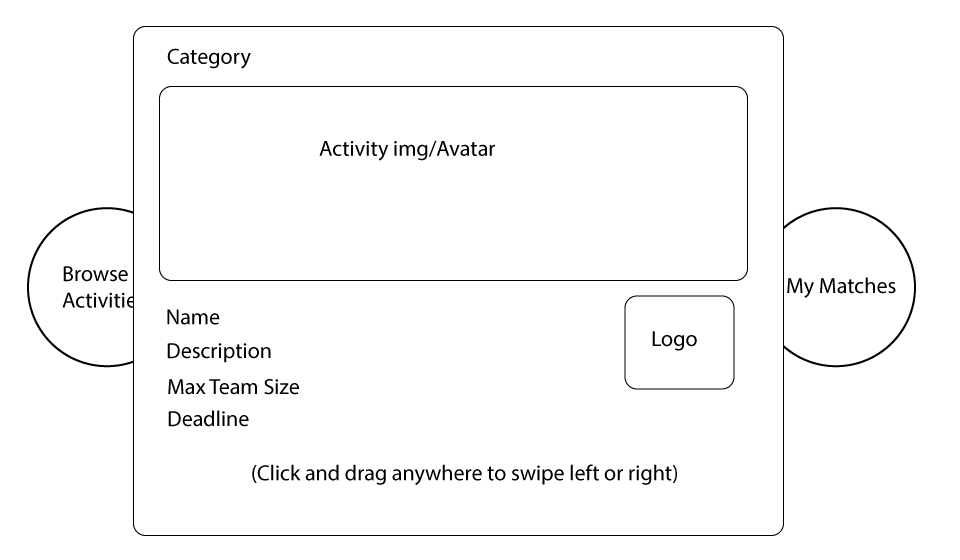 Category
Activity img/Avatar
Browse
Activitie
My Matches
Name
Description
Max Team Size
Deadline
Logo
(Click and drag anywhere to swipe left or right)